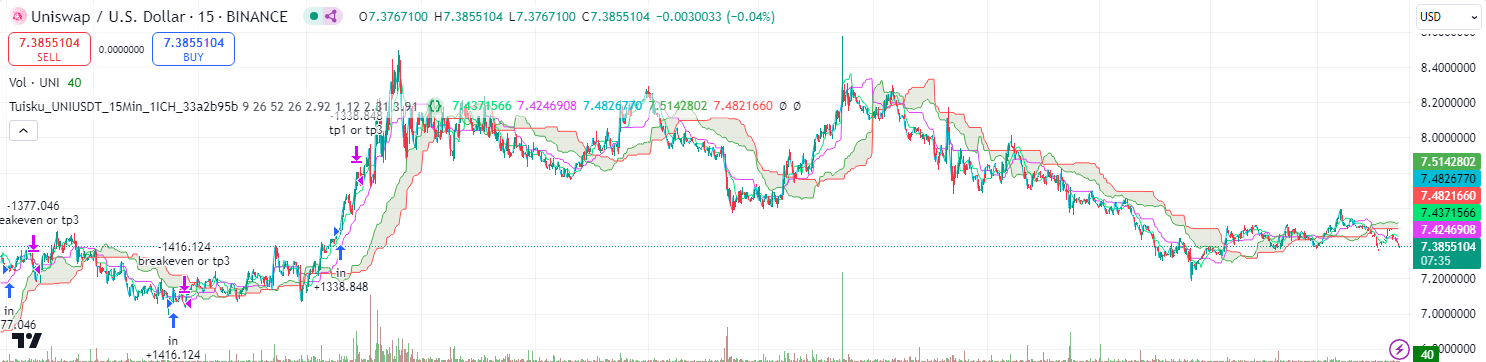 Uniswap / U.S. Dollar · 15 · BINANCE O7.3767100 H7.3855104 L7.3767100 C7.3855104 −0.0030033 (−0.04%)
USD
7.3855104
SELL
0.0000000
7.3855104
BUY
Vol · UNI 40
Tuisku_UNIUSDT_15Min_1ICH_33a2b95b 9 26 52 26 2.92 1.12 2.81 3.91 7.4371566 7.4246908 7.4826770 7.5142802 7.4821660 ∅ ∅
-1338.848
tp1 or tp3
-1377.046
eakeven or tp3
-1416.124
breakeven or tp3
in
+1338.848
in
77.046
in
+1416.124
8.4000000
8.2000000
8.0000000
7.5142802
7.4826770
7.4821660
7.4371566
7.4246908
7.3855104
07:35
7.2000000
7.0000000
40